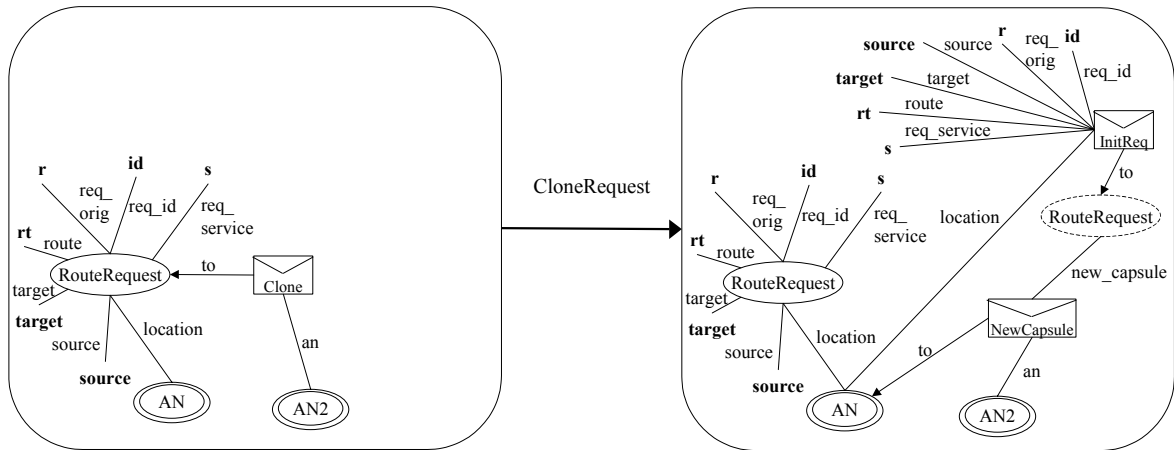 r
id
s
req_
orig
req_id
req_
service
rt
route
RouteRequest
to
Clone
target
target
source
location
an
source
AN
AN2
CloneRequest
source
source
r
req_
orig
id
target
target
req_id
rt
route
req_service
s
InitReq
to
r
id
s
req_
orig
req_id
req_
service
location
RouteRequest
rt
route
RouteRequest
new_capsule
target
target
source
location
NewCapsule
to
an
source
AN
AN2